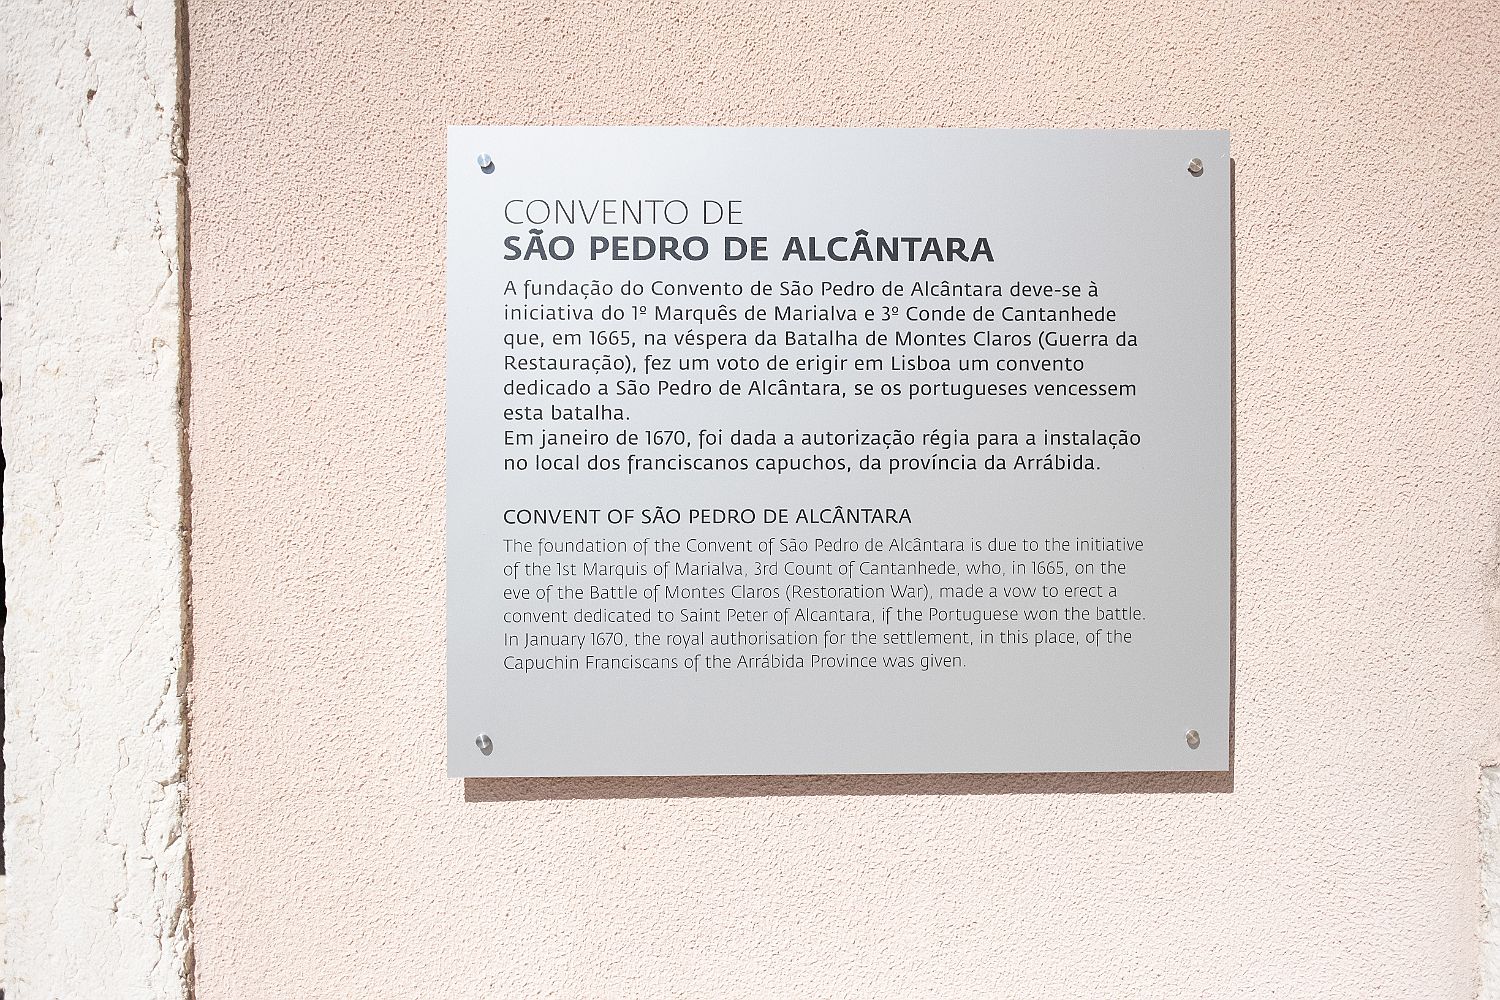 CONVENTO DE
SÃO PEDRO DE ALCÂNTARA
A fundação do Convento de São Pedro de Alcântara deve-se à
iniciativa do 1º Marquês de Marialva e 3º Conde de Cantanhede
que, em 1665, na véspera da Batalha de Montes Claros (Guerra da
Restauração), fez um voto de erigir em Lisboa um convento
dedicado a São Pedro de Alcântara, se os portugueses vencessem
esta batalha.
Em janeiro de 1670, foi dada a autorização régia para a instalação
no local dos franciscanos capuchos, da província da Arrábida.
CONVENT OF SÃO PEDRO DE ALCÂNTARA
The foundation of the Convent of São Pedro de Alcântara is due to the initiative
of the 1st Marquis of Marialva, 3rd Count of Cantanhede, who, in 1665, on the
eve of the Battle of Montes Claros (Restoration War), made a vow to erect a
convent dedicated to Saint Peter of Alcantara, if the Portuguese won the battle.
In January 1670, the royal authorisation for the settlement, in this place, of the
Capuchin Franciscans of the Arrábida Province was given.